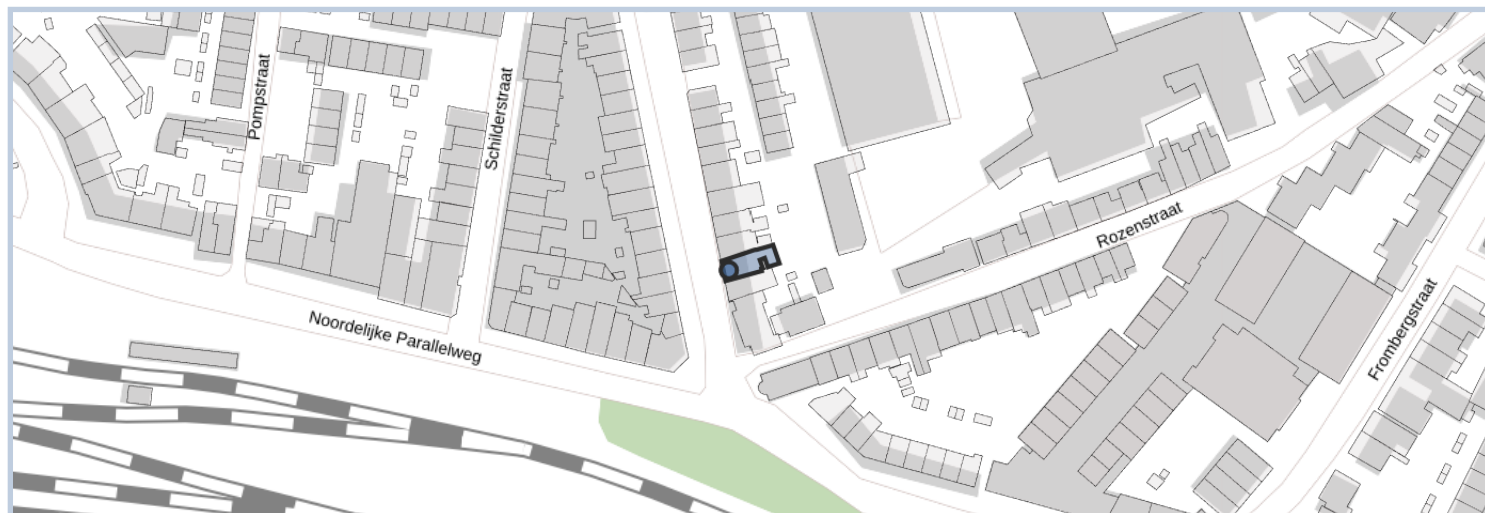 Pompstraat
Schilderstraat
Noordelijke Parallelweg
Rozenstraat
Frombergstraat